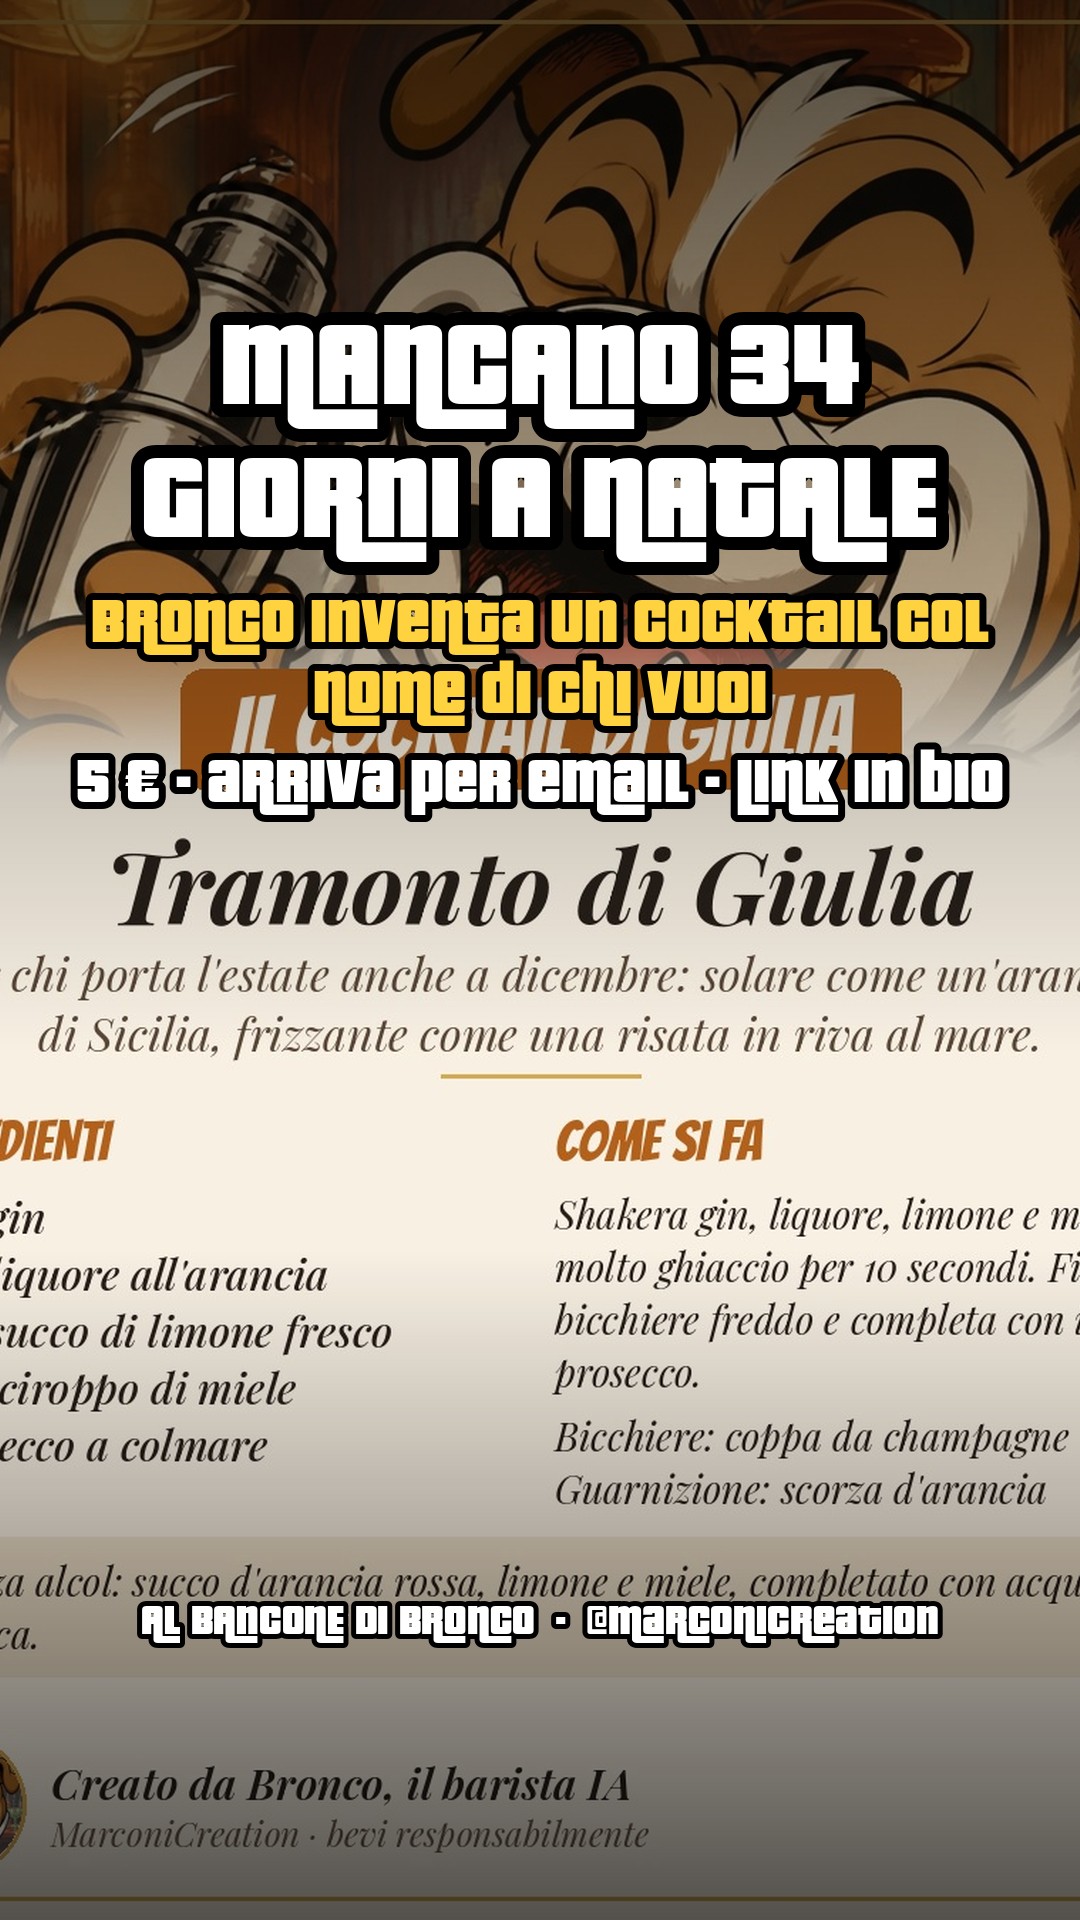 MANCANO 34
GIORNI A NATALE
BRONCO INVENTA UN COCKTAIL COL
NOME DI CHI VUOI
IL COCKTAIL DI GIULIA
5 € · ARRIVA PER EMAIL · LINK IN BIO
Tramonto di Giulia
chi porta l'estate anche a dicembre: solare come un'aran
di Sicilia, frizzante come una risata in riva al mare.
DIENTI
gin
liquore all'arancia
succo di limone fresco
ciroppo di miele
ecco a colmare
COME SI FA
Shakera gin, liquore, limone e m
molto ghiaccio per 10 secondi. Fi
bicchiere freddo e completa con
prosecco.
Bicchiere: coppa da champagne
Guarnizione: scorza d'arancia
za alcol: succo d'arancia rossa, limone e miele, completato con acqu
ca.
AL BANCONE DI BRONCO · @MARCONICREATION
Creato da Bronco, il barista IA
MarconiCreation · bevi responsabilmente